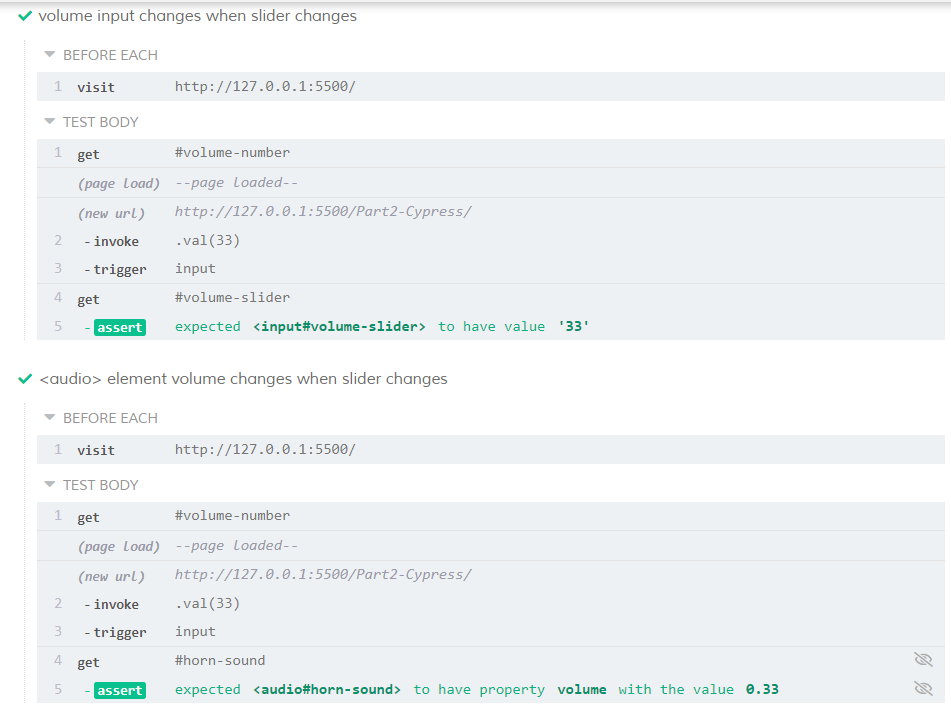 volume input changes when slider changes
BEFORE EACH
1 visit http://127.0.0.1:5500/
TEST BODY
1 get #volume-number
(page load) --page loaded--
(new url) http://127.0.0.1:5500/Part2-Cypress/
2 -invoke .val(33)
3 -trigger input
4 get #volume-slider
5 -assert expected <input#volume-slider> to have value '33'
<audio> element volume changes when slider changes
BEFORE EACH
1 visit http://127.0.0.1:5500/
TEST BODY
1 get #volume-number
(page load) --page loaded--
(new url) http://127.0.0.1:5500/Part2-Cypress/
2 -invoke .val(33)
3 -trigger input
4 get #horn-sound
5 -assert expected <audio#horn-sound> to have property volume with the value 0.33